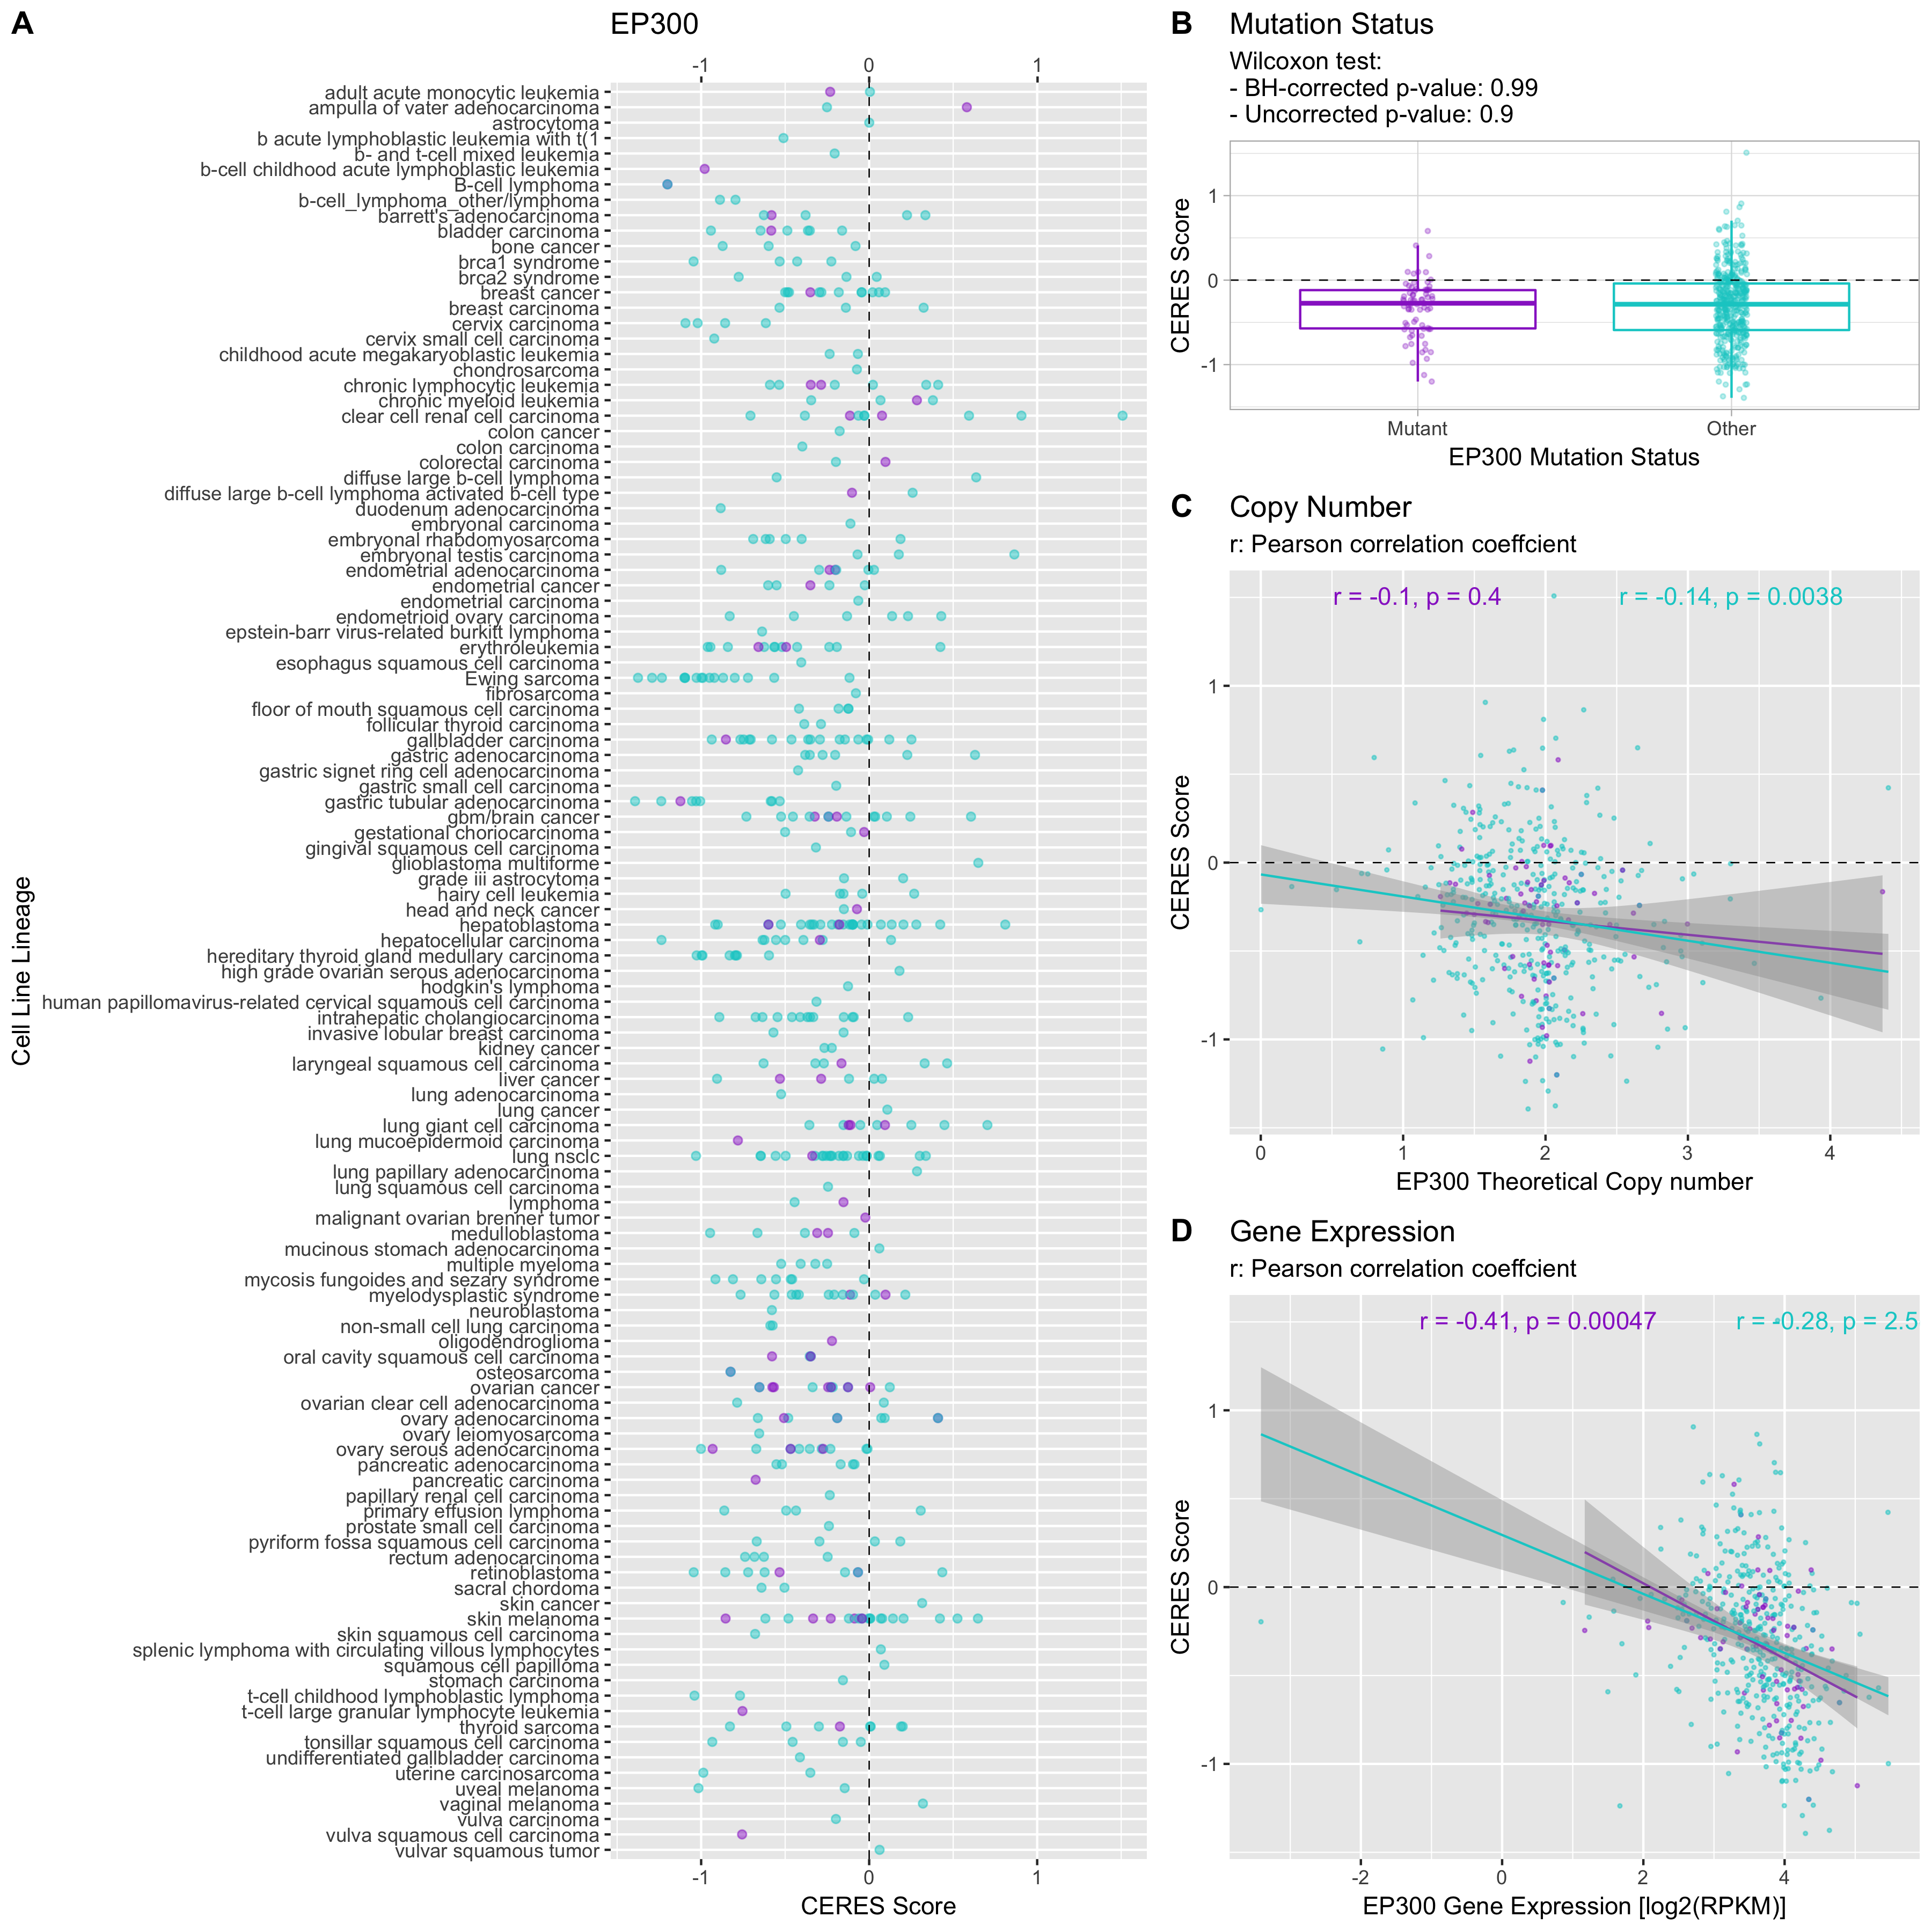 A
EP300
-1 0 1
Cell Line Lineage
adult acute monocytic leukemia
ampulla of vater adenocarcinoma
astrocytoma
b acute lymphoblastic leukemia with t(1
b- and t-cell mixed leukemia
b-cell childhood acute lymphoblastic leukemia
B-cell lymphoma
b-cell_lymphoma_other/lymphoma
barrett's adenocarcinoma
bladder carcinoma
bone cancer
brca1 syndrome
brca2 syndrome
breast cancer
breast carcinoma
cervix carcinoma
cervix small cell carcinoma
childhood acute megakaryoblastic leukemia
chondrosarcoma
chronic lymphocytic leukemia
chronic myeloid leukemia
clear cell renal cell carcinoma
colon cancer
colon carcinoma
colorectal carcinoma
diffuse large b-cell lymphoma
diffuse large b-cell lymphoma activated b-cell type
duodenum adenocarcinoma
embryonal carcinoma
embryonal rhabdomyosarcoma
embryonal testis carcinoma
endometrial adenocarcinoma
endometrial cancer
endometrial carcinoma
endometrioid ovary carcinoma
epstein-barr virus-related burkitt lymphoma
erythroleukemia
esophagus squamous cell carcinoma
Ewing sarcoma
fibrosarcoma
floor of mouth squamous cell carcinoma
follicular thyroid carcinoma
gallbladder carcinoma
gastric adenocarcinoma
gastric signet ring cell adenocarcinoma
gastric small cell carcinoma
gastric tubular adenocarcinoma
gbm/brain cancer
gestational choriocarcinoma
gingival squamous cell carcinoma
glioblastoma multiforme
grade iii astrocytoma
hairy cell leukemia
head and neck cancer
hepatoblastoma
hepatocellular carcinoma
hereditary thyroid gland medullary carcinoma
high grade ovarian serous adenocarcinoma
hodgkin's lymphoma
human papillomavirus-related cervical squamous cell carcinoma
intrahepatic cholangiocarcinoma
invasive lobular breast carcinoma
kidney cancer
laryngeal squamous cell carcinoma
liver cancer
lung adenocarcinoma
lung cancer
lung giant cell carcinoma
lung mucoepidermoid carcinoma
lung nsclc
lung papillary adenocarcinoma
lung squamous cell carcinoma
lymphoma
malignant ovarian brenner tumor
medulloblastoma
mucinous stomach adenocarcinoma
multiple myeloma
mycosis fungoides and sezary syndrome
myelodysplastic syndrome
neuroblastoma
non-small cell lung carcinoma
oligodendroglioma
oral cavity squamous cell carcinoma
osteosarcoma
ovarian cancer
ovarian clear cell adenocarcinoma
ovary adenocarcinoma
ovary leiomyosarcoma
ovary serous adenocarcinoma
pancreatic adenocarcinoma
pancreatic carcinoma
papillary renal cell carcinoma
primary effusion lymphoma
prostate small cell carcinoma
pyriform fossa squamous cell carcinoma
rectum adenocarcinoma
retinoblastoma
sacral chordoma
skin cancer
skin melanoma
skin squamous cell carcinoma
splenic lymphoma with circulating villous lymphocytes
squamous cell papilloma
stomach carcinoma
t-cell childhood lymphoblastic lymphoma
t-cell large granular lymphocyte leukemia
thyroid sarcoma
tonsillar squamous cell carcinoma
undifferentiated gallbladder carcinoma
uterine carcinosarcoma
uveal melanoma
vaginal melanoma
vulva carcinoma
vulva squamous cell carcinoma
vulvar squamous tumor
-1 0 1
CERES Score
B Mutation Status
Wilcoxon test:
- BH-corrected p-value: 0.99
- Uncorrected p-value: 0.9
CERES Score
1
0
-1
Mutant Other
EP300 Mutation Status
C Copy Number
r: Pearson correlation coeffcient
r = -0.1, p = 0.4 r = -0.14, p = 0.0038
CERES Score
1
0
-1
0 1 2 3 4
EP300 Theoretical Copy number
D Gene Expression
r: Pearson correlation coeffcient
r = -0.41, p = 0.00047 r = -0.28, p = 2.5
CERES Score
1
0
-1
-2 0 2 4
EP300 Gene Expression [log2(RPKM)]